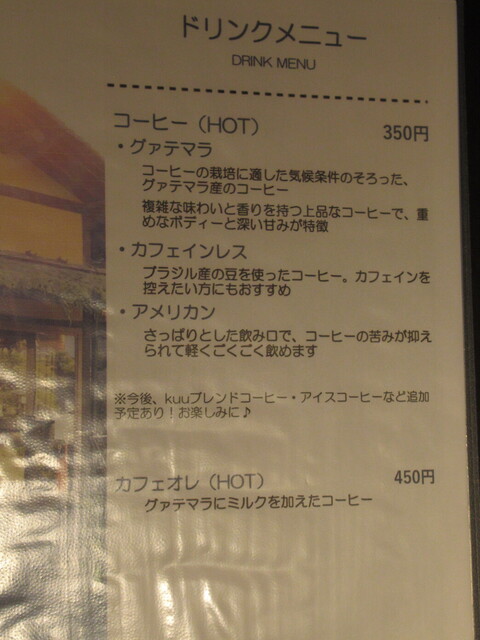 ドリンクメニュー
DRINK MENU
コーヒー（HOT） 350円
・グァテマラ
コーヒーの栽培に適した気候条件のそろった、
グァテマラ産のコーヒー
複雑な味わいと香りを持つ上品なコーヒーで、重
めなボディーと深い甘みが特徴
・カフェインレス
ブラジル産の豆を使ったコーヒー。カフェインを
控えたい方にもおすすめ
・アメリカン
さっぱりとした飲み口で、コーヒーの苦みが抑え
られて軽くごくごく飲めます
※今後、kuuブレンドコーヒー・アイスコーヒーなど追加
予定あり！お楽しみに♪
カフェオレ（HOT） 450円
グァテマラにミルクを加えたコーヒー